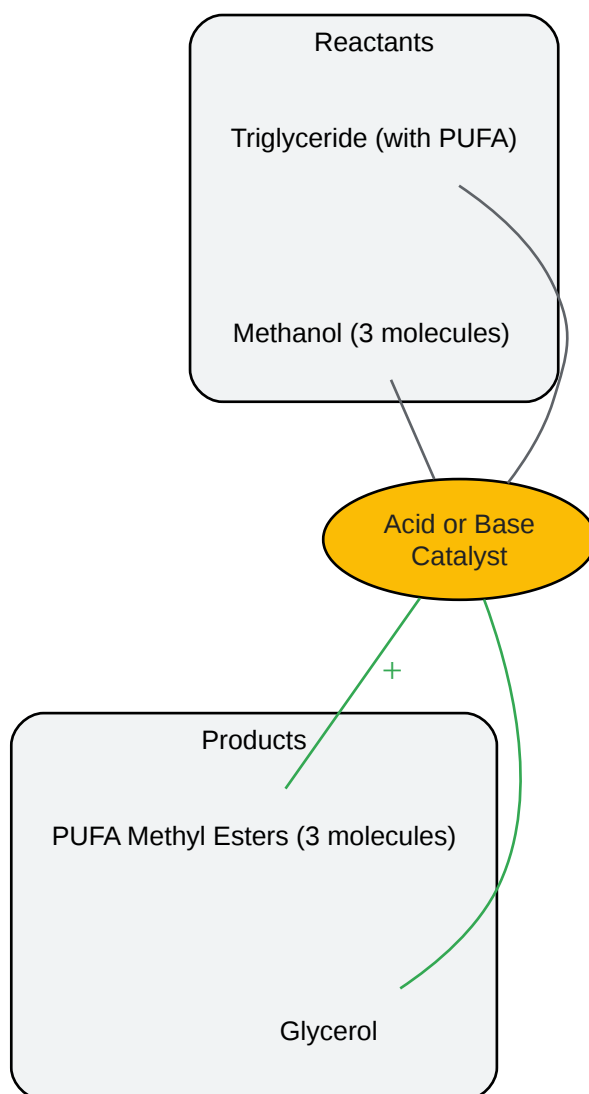 Reactants
Triglyceride (with PUFA)
Methanol (3 molecules)
Acid or Base
Catalyst
+
Products
PUFA Methyl Esters (3 molecules)
Glycerol